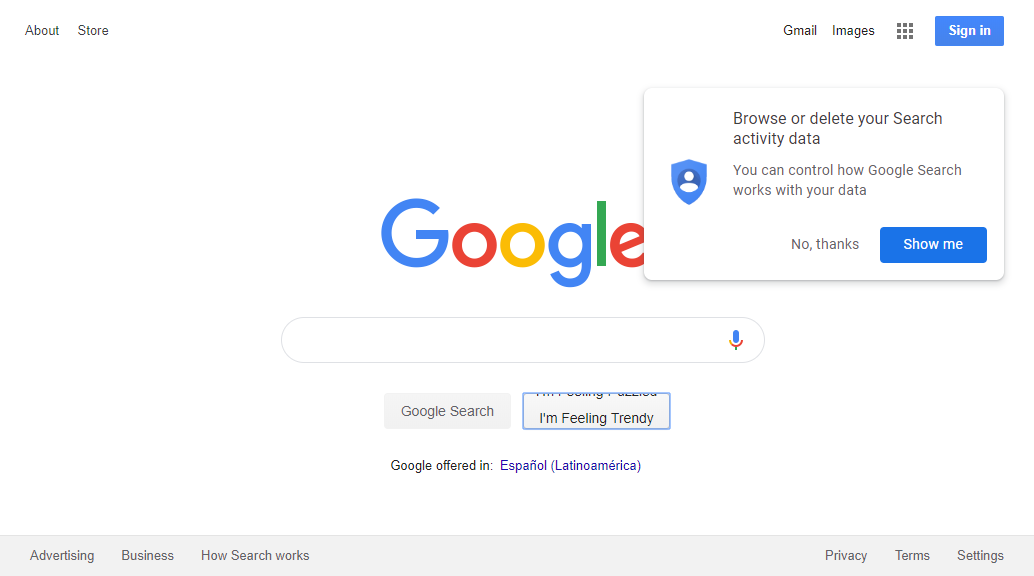 About Store Gmail Images Sign in
Browse or delete your Search
activity data
You can control how Google Search
works with your data
No, thanks Show me
Google
Google Search
I'm Feeling Puzzled
I'm Feeling Trendy
Google offered in: Español (Latinoamérica)
Advertising Business How Search works Privacy Terms Settings